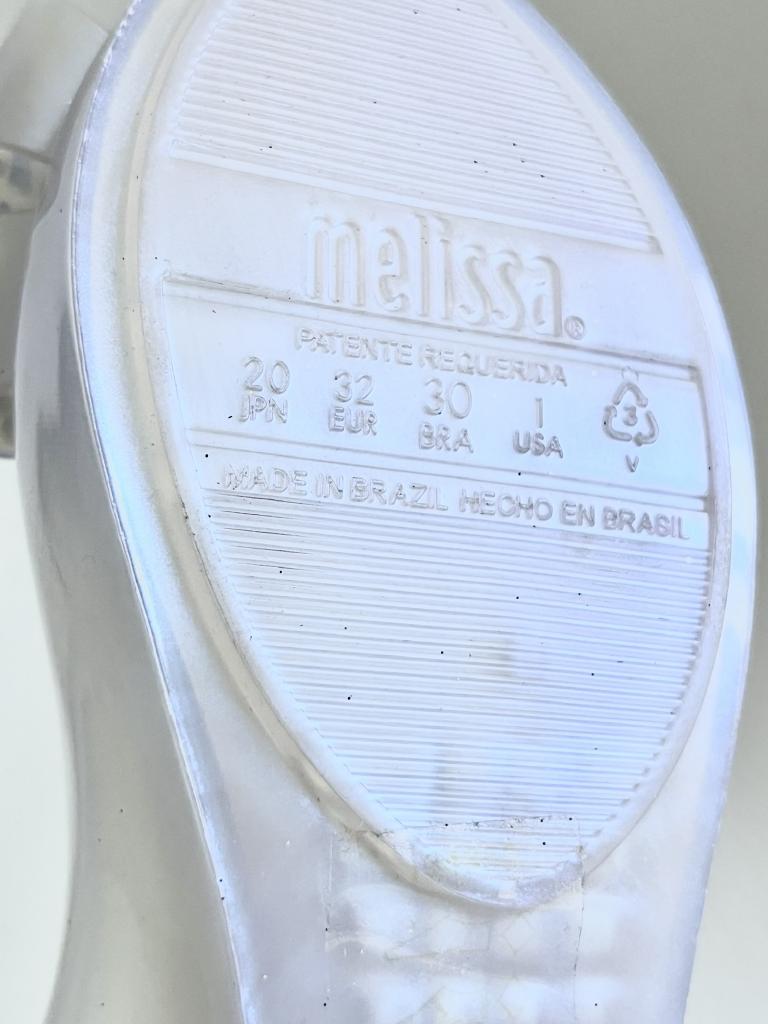 melissa.®
PATENTE REQUERIDA
20 32 30 1 3
JPN EUR BRA USA V
MADE IN BRAZIL HECHO EN BRASIL